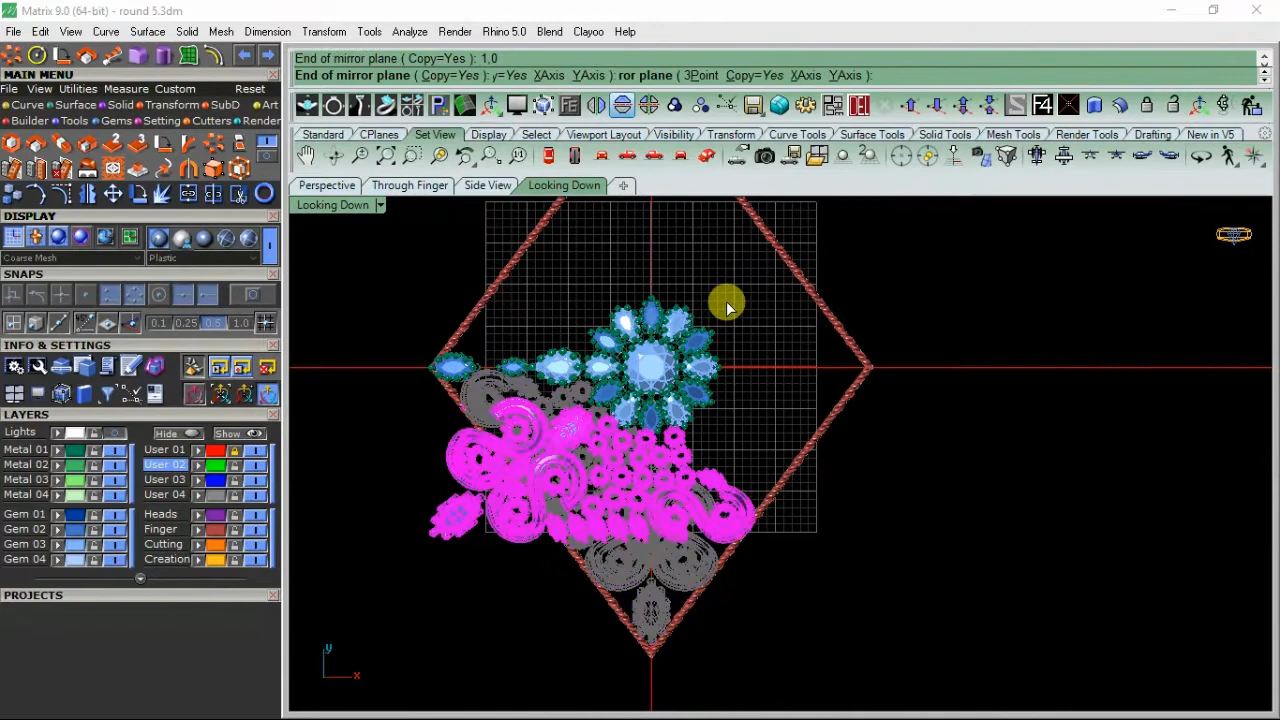 Matrix 9.0 (64-bit) - round 5.3dm
File Edit View Curve Surface Solid Mesh Dimension Transform Tools Analyze Render Rhino 5.0 Blend Clayoo Help
End of mirror plane ( Copy=Yes ): 1,0
End of mirror plane (Copy=Yes ): y=Yes XAxis YAxis ): ror plane ( 3Point Copy=Yes XAxis YAxis ):
MAIN MENU
File View Utilities Measure Custom Reset
Curve Surface Solid Transform SubD Art
Builder Tools Gems Setting Cutters Render
Standard CPlanes Set View Display Select Viewport Layout Visibility Transform Curve Tools Surface Tools Solid Tools Mesh Tools Render Tools Drafting New in V5
Perspective Through Finger Side View Looking Down
Looking Down
DISPLAY
Coarse Mesh Plastic
SNAPS
0.1 0.25 0.5 1.0
INFO & SETTINGS
LAYERS
Lights Hide Show
Metal 01 User 01
Metal 02 User 02
Metal 03 User 03
Metal 04 User 04
Gem 01 Heads
Gem 02 Finger
Gem 03 Cutting
Gem 04 Creation
PROJECTS
F4
y
x